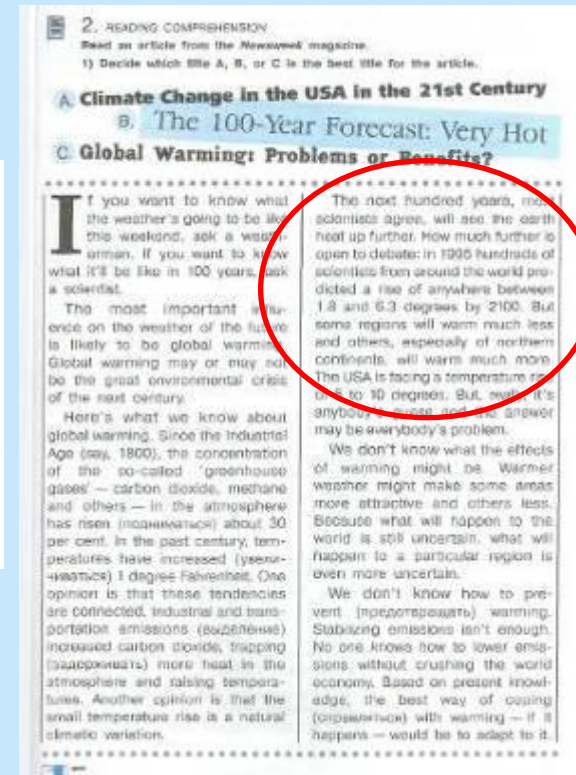 2. READING COMPREHENSION
Read an article from the Newsweek magazine.
1) Decide which title A, B, or C is the best title for the article.
A. Climate Change in the USA in the 21st Century
B. The 100-Year Forecast: Very Hot
C. Global Warming: Problems or Benefits?
If you want to know what
the weather's going to be like
this weekend, ask a weath-
erman. If you want to know
what it'll be like in 100 years, ask
a scientist.
The most important influ-
ence on the weather of the future
is likely to be global warming.
Global warming may or may not
be the great environmental crisis
of the next century.
Here's what we know about
global warming. Since the Industrial
Age (say, 1800), the concentration
of the so-called 'greenhouse
gases' — carbon dioxide, methane
and others — in the atmosphere
has risen (подниматься) about 30
per cent. In the past century, tem-
peratures have increased (увели-
чиваться) 1 degree Fahrenheit. One
opinion is that these tendencies
are connected. Industrial and trans-
portation emissions (выделение)
increased carbon dioxide, trapping
(задерживать) more heat in the
atmosphere and raising tempera-
tures. Another opinion is that the
small temperature rise is a natural
climatic variation.
The next hundred years, most
scientists agree, will see the earth
heat up further. How much further is
open to debate: in 1995 hundreds of
scientists from around the world pre-
dicted a rise of anywhere between
1.8 and 6.3 degrees by 2100. But
some regions will warm much less
and others, especially of northern
continents, will warm much more.
The USA is facing a temperature rise
of to 10 degrees. But, really, it's
anybody's guess and the answer
may be everybody's problem.
We don't know what the effects
of warming might be. Warmer
weather might make some areas
more attractive and others less.
Because what will happen to the
world is still uncertain, what will
happen to a particular region is
even more uncertain.
We don't know how to pre-
vent (предотвращать) warming.
Stabilizing emissions isn't enough.
No one knows how to lower emis-
sions without crushing the world
economy. Based on present knowl-
edge, the best way of coping
(справляться) with warming — if it
happens — would be to adapt to it.